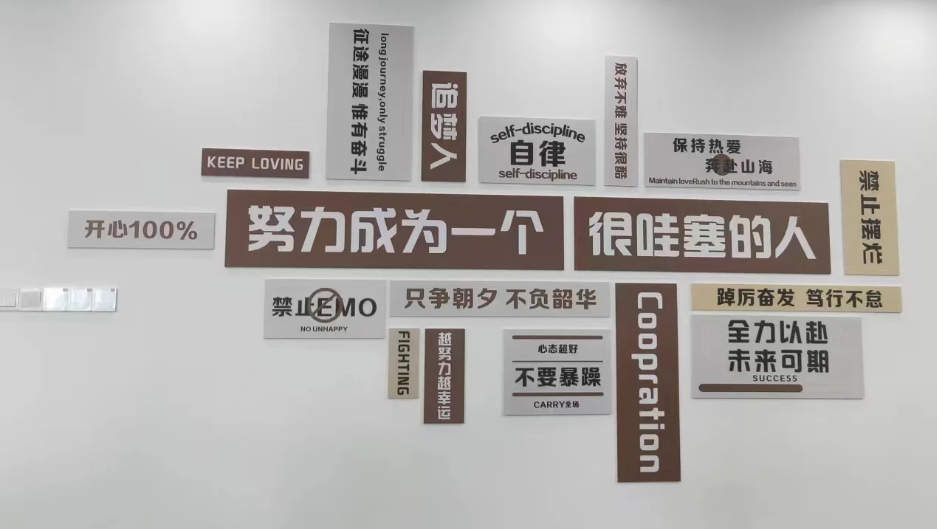 征途漫漫 惟有奋斗
long journey,only struggle
追梦人
self-discipline
自律
self-discipline
放弃不难 坚持很酷
保持热爱
奔赴山海
Maintain loveRush to the mountains and seas
KEEP LOVING
禁止摆烂
开心100%
努力成为一个
很哇塞的人
禁止EMO
NO UNHAPPY
只争朝夕 不负韶华
Coopration
踔厉奋发 笃行不怠
全力以赴
未来可期
SUCCESS
FIGHTING
越努力越幸运
心态超好
不要暴躁
CARRY全场